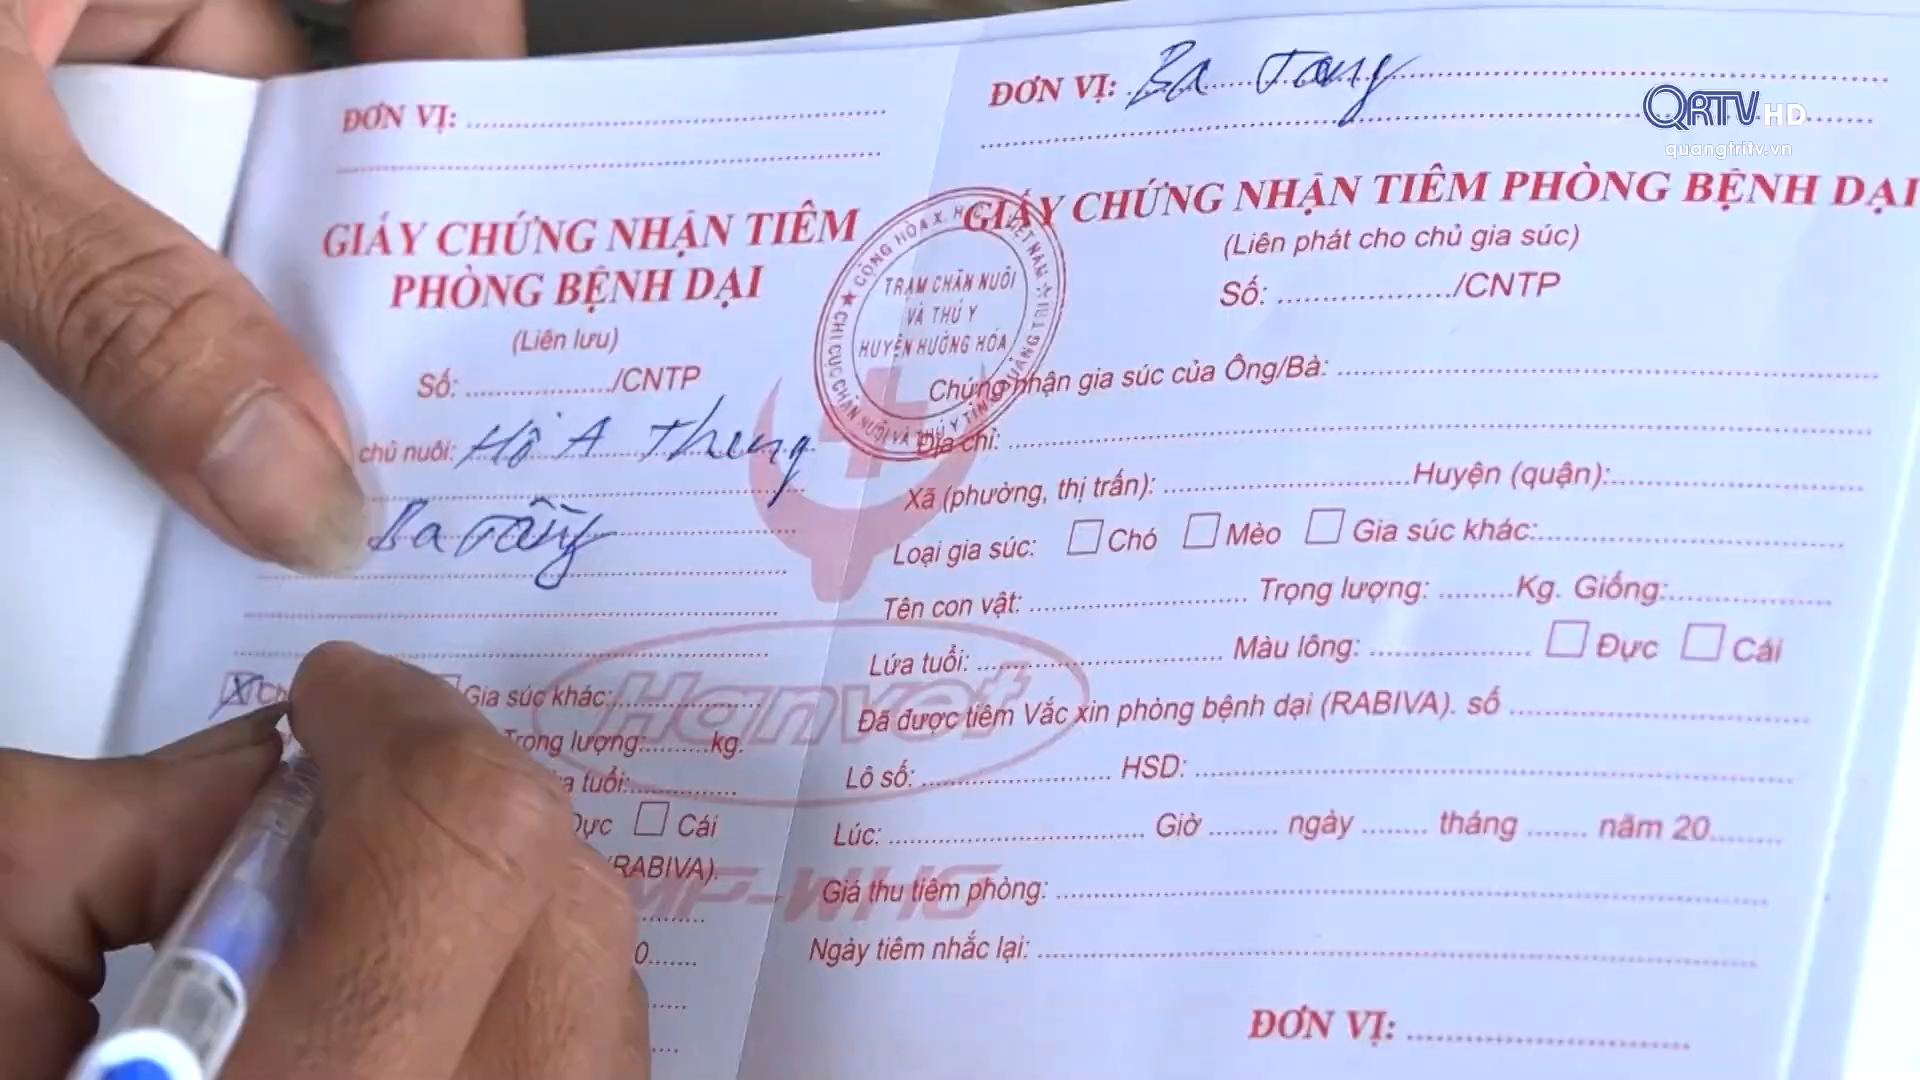 ĐƠN VỊ:
GIẤY CHỨNG NHẬN TIÊM
PHÒNG BỆNH DẠI
(Liên lưu)
Số: ..................../CNTP
chủ nuôi: Hồ A Theng
Ba Tầng
X
Gia súc khác:
Trọng lượng:.........kg.
tuổi:
Đực Cái
(RABIVA).
0.......
ĐƠN VỊ: Ba Tang
GIẤY CHỨNG NHẬN TIÊM PHÒNG BỆNH DẠI
(Liên phát cho chủ gia súc)
Số: ......................../CNTP
Chứng nhận gia súc của Ông/Bà:
Địa chỉ:
Xã (phường, thị trấn): ..................................Huyện (quận):
Loại gia súc: Chó Mèo Gia súc khác:
Tên con vật: ............................... Trọng lượng: ..........Kg. Giống:
Lứa tuổi: .................................. Màu lông: ....................... Đực Cái
Đã được tiêm Vắc xin phòng bệnh dại (RABIVA). số
Lô số: .......................... HSD:
Lúc: ................................... Giờ ......... ngày ........ tháng ....... năm 20
Giá thu tiêm phòng:
Ngày tiêm nhắc lại:
ĐƠN VỊ:
CỘNG HÒA X. H. C. N VIỆT NAM
TRẠM CHĂN NUÔI
VÀ THÚ Y
HUYỆN HƯỚNG HÓA
CHI CỤC CHĂN NUÔI VÀ THÚ Y TỈNH QUẢNG TRỊ
Hanvet
MP-WHO
QRTV HD
quangtritv.vn